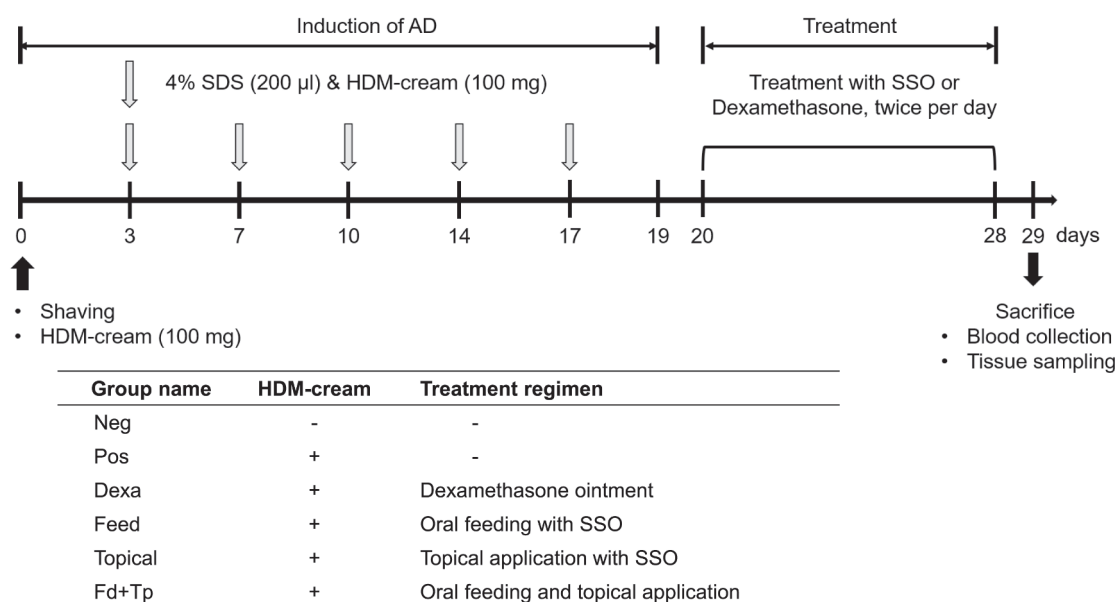 Induction of AD
Treatment
4% SDS (200 µl) & HDM-cream (100 mg)
Treatment with SSO or
Dexamethasone, twice per day
0 3 7 10 14 17 19 20 28 29 days
• Shaving
• HDM-cream (100 mg)
Sacrifice
• Blood collection
• Tissue sampling
Group name HDM-cream Treatment regimen
Neg - -
Pos + -
Dexa + Dexamethasone ointment
Feed + Oral feeding with SSO
Topical + Topical application with SSO
Fd+Tp + Oral feeding and topical application